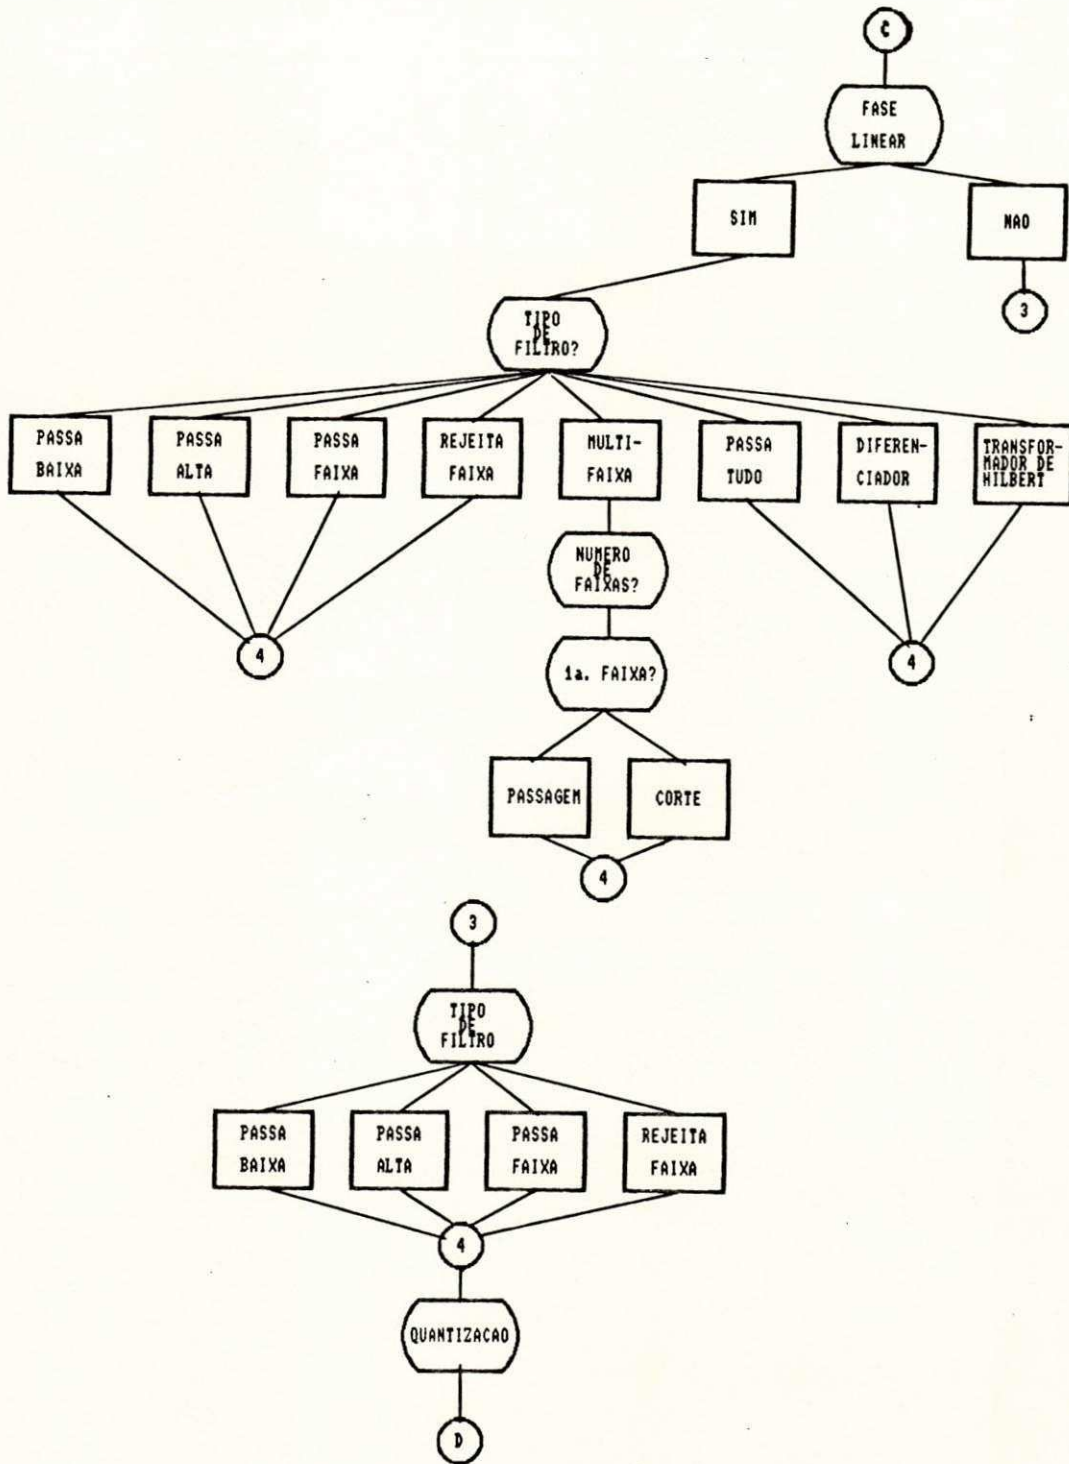 C
FASE
LINEAR
SIM
NAO
3
TIPO
DE
FILTRO?
PASSA
BAIXA
PASSA
ALTA
PASSA
FAIXA
REJEITA
FAIXA
MULTI-
FAIXA
PASSA
TUDO
DIFEREN-
CIADOR
TRANSFOR-
MADOR DE
HILBERT
NUMERO
DE
FAIXAS?
4
1a. FAIXA?
4
PASSAGEM
CORTE
4
3
TIPO
DE
FILTRO
PASSA
BAIXA
PASSA
ALTA
PASSA
FAIXA
REJEITA
FAIXA
4
QUANTIZACAO
D